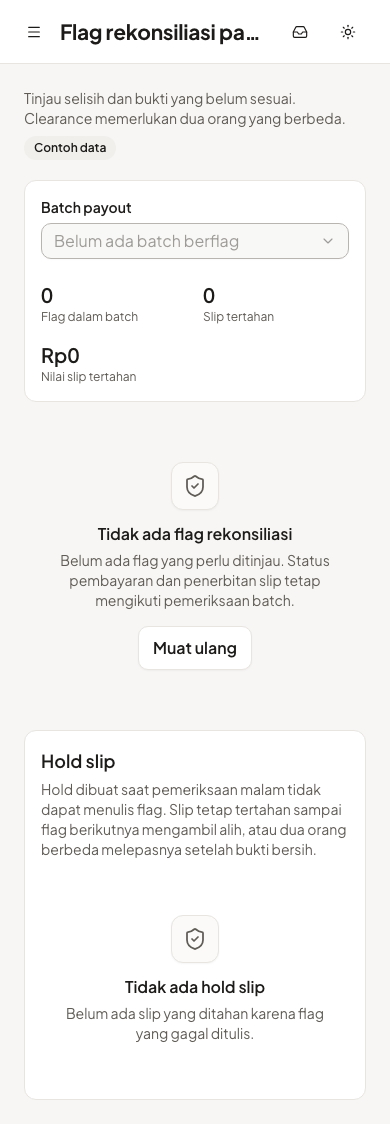 Flag rekonsiliasi pa...
Tinjau selisih dan bukti yang belum sesuai.
Clearance memerlukan dua orang yang berbeda.
Contoh data
Batch payout
Belum ada batch berflag
0
Flag dalam batch
0
Slip tertahan
Rp0
Nilai slip tertahan
Tidak ada flag rekonsiliasi
Belum ada flag yang perlu ditinjau. Status
pembayaran dan penerbitan slip tetap
mengikuti pemeriksaan batch.
Muat ulang
Hold slip
Hold dibuat saat pemeriksaan malam tidak
dapat menulis flag. Slip tetap tertahan sampai
flag berikutnya mengambil alih, atau dua orang
berbeda melepasnya setelah bukti bersih.
Tidak ada hold slip
Belum ada slip yang ditahan karena flag
yang gagal ditulis.